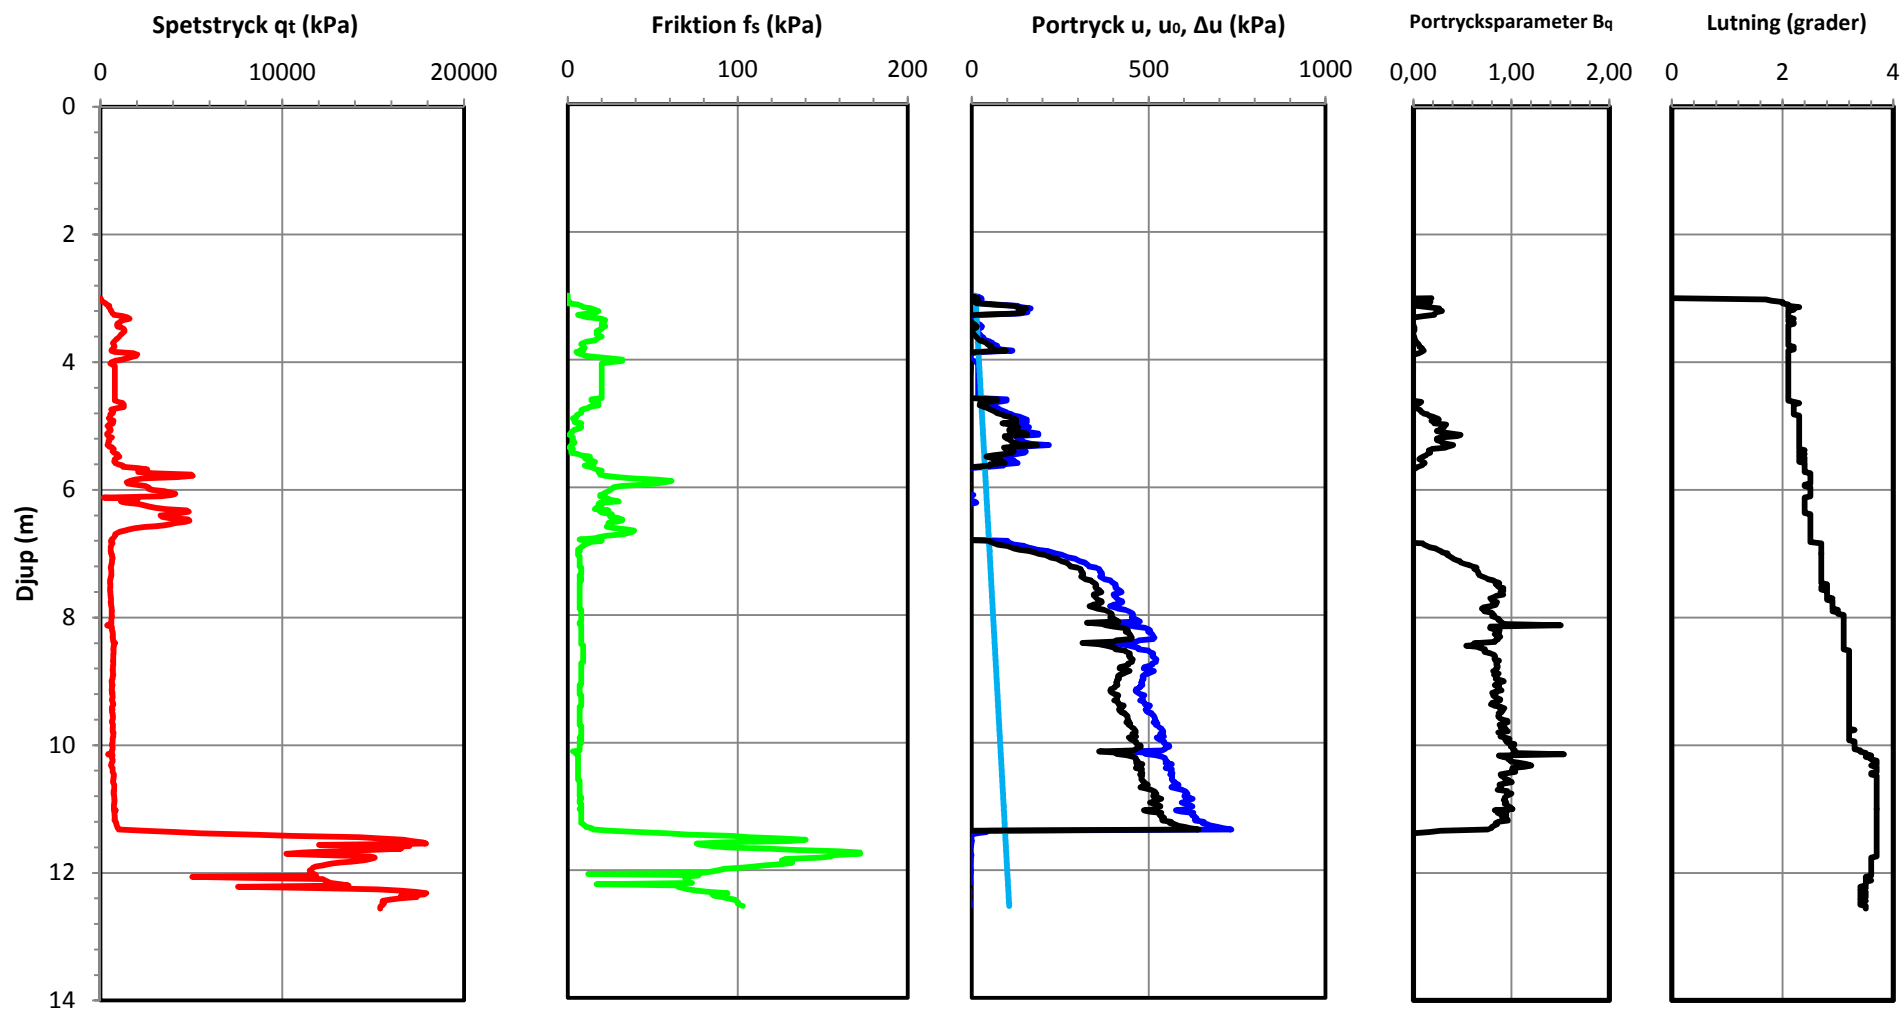 Spetstryck qt (kPa)
Friktion fs (kPa)
Portryck u, u0, Δu (kPa)
Portrycksparameter Bq
Lutning (grader)
0 10000 20000
0 100 200
0 500 1000
0,00 1,00 2,00
0 2 4
0
2
4
6
8
10
12
14
Djup (m)